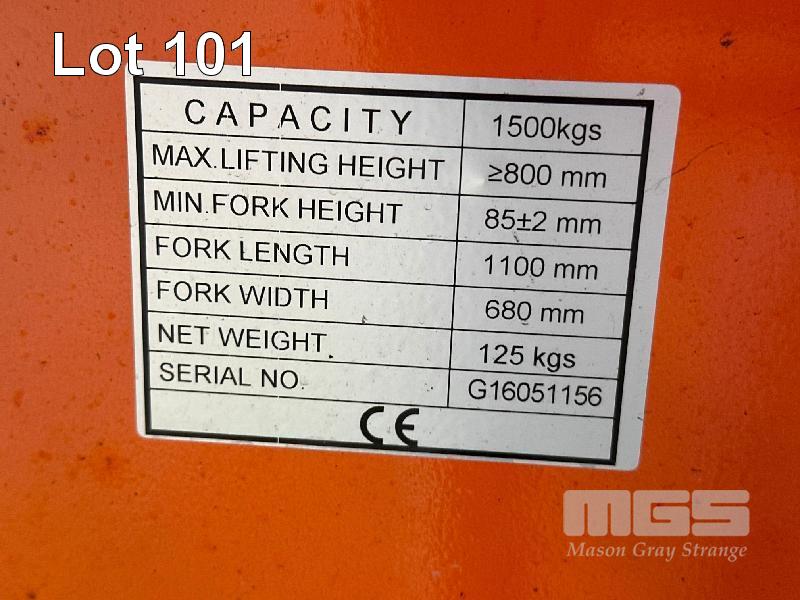 Lot 101
CAPACITY 1500kgs
MAX.LIFTING HEIGHT ≥800 mm
MIN.FORK HEIGHT 85±2 mm
FORK LENGTH 1100 mm
FORK WIDTH 680 mm
NET WEIGHT 125 kgs
SERIAL NO. G16051156
CE
MGS
Mason Gray Strange